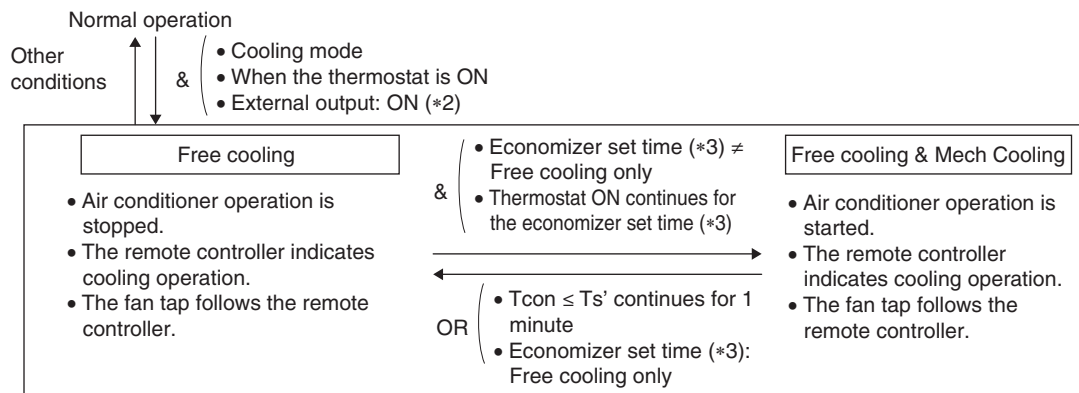 Normal operation
Other
conditions
&
• Cooling mode
• When the thermostat is ON
• External output: ON (*2)
Free cooling
• Air conditioner operation is
stopped.
• The remote controller indicates
cooling operation.
• The fan tap follows the remote
controller.
&
• Economizer set time (*3) ≠
Free cooling only
• Thermostat ON continues for
the economizer set time (*3)
OR
• Tcon ≤ Ts’ continues for 1
minute
• Economizer set time (*3):
Free cooling only
Free cooling & Mech Cooling
• Air conditioner operation is
started.
• The remote controller
indicates cooling operation.
• The fan tap follows the
remote controller.